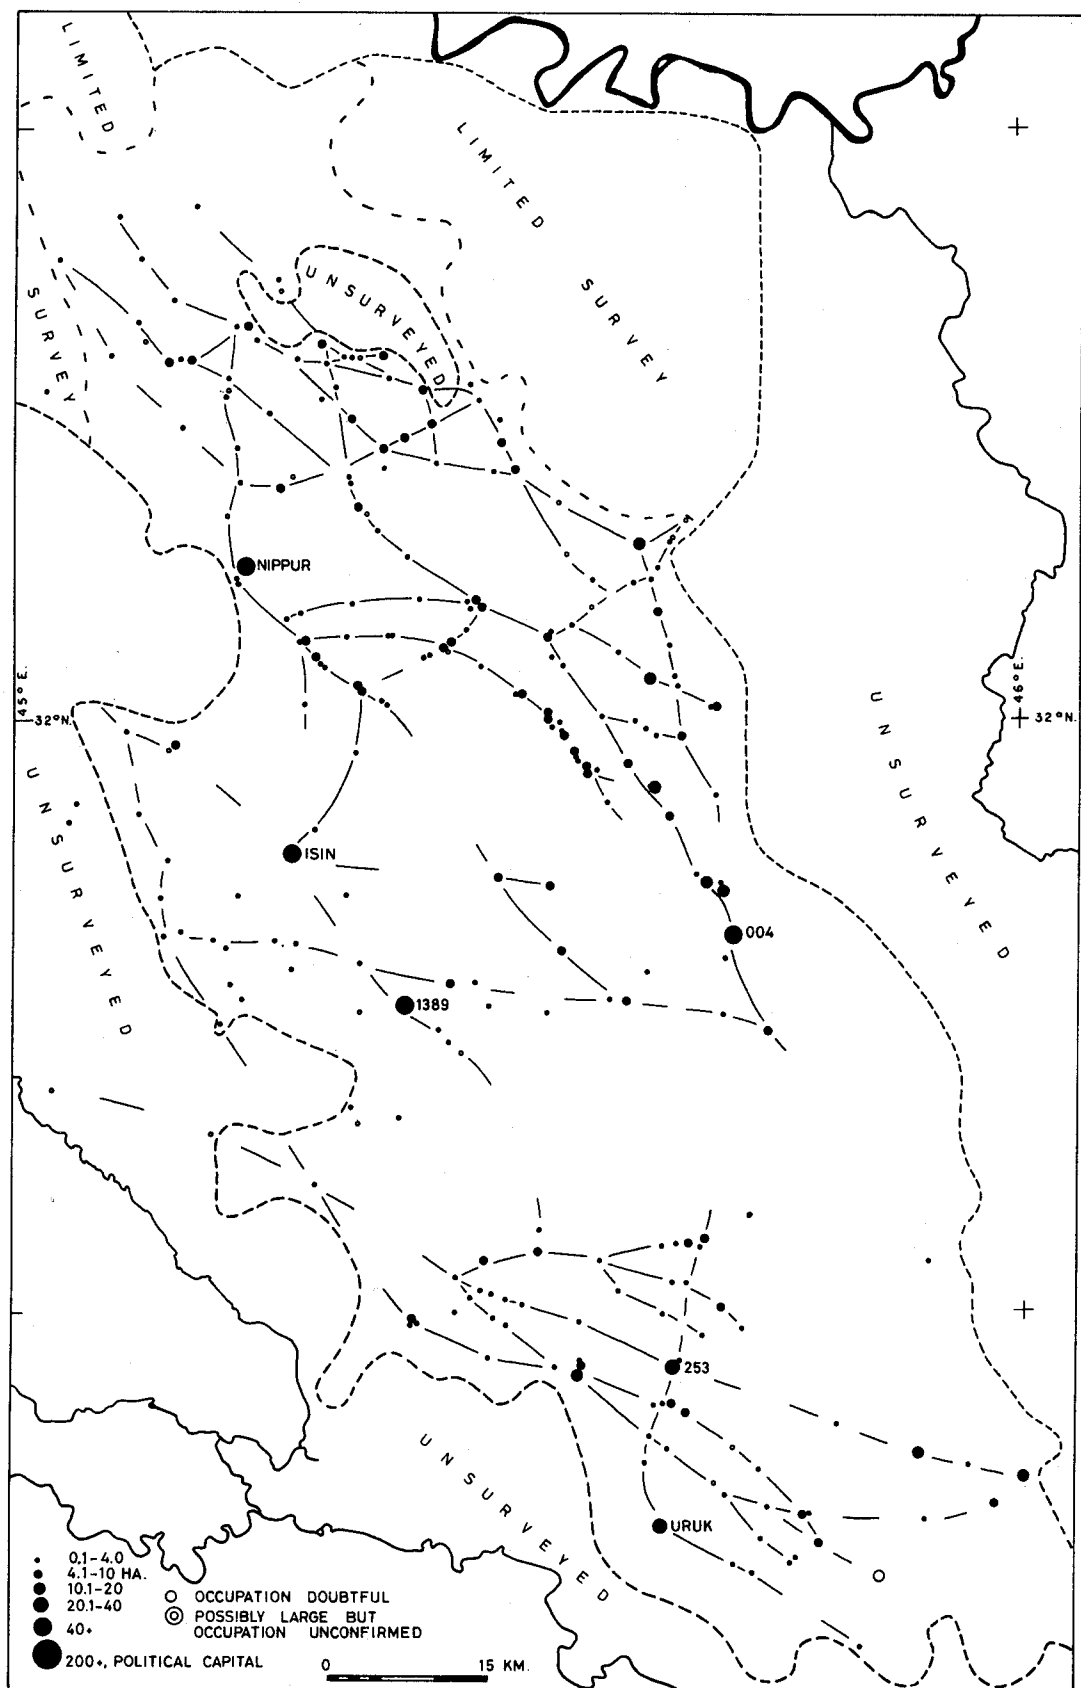 LIMITED
LIMITED
SURVEY
UNSURVEYED
SURVEY
NIPPUR
45° E.
32° N.
46° E.
32° N.
UNSURVEYED
UNSURVEYED
ISIN
004
1389
253
UNSURVEYED
URUK
0.1–4.0
4.1–10 HA.
10.1–20
20.1–40
40+
200+, POLITICAL CAPITAL
OCCUPATION DOUBTFUL
POSSIBLY LARGE BUT
OCCUPATION UNCONFIRMED
0 15 KM.